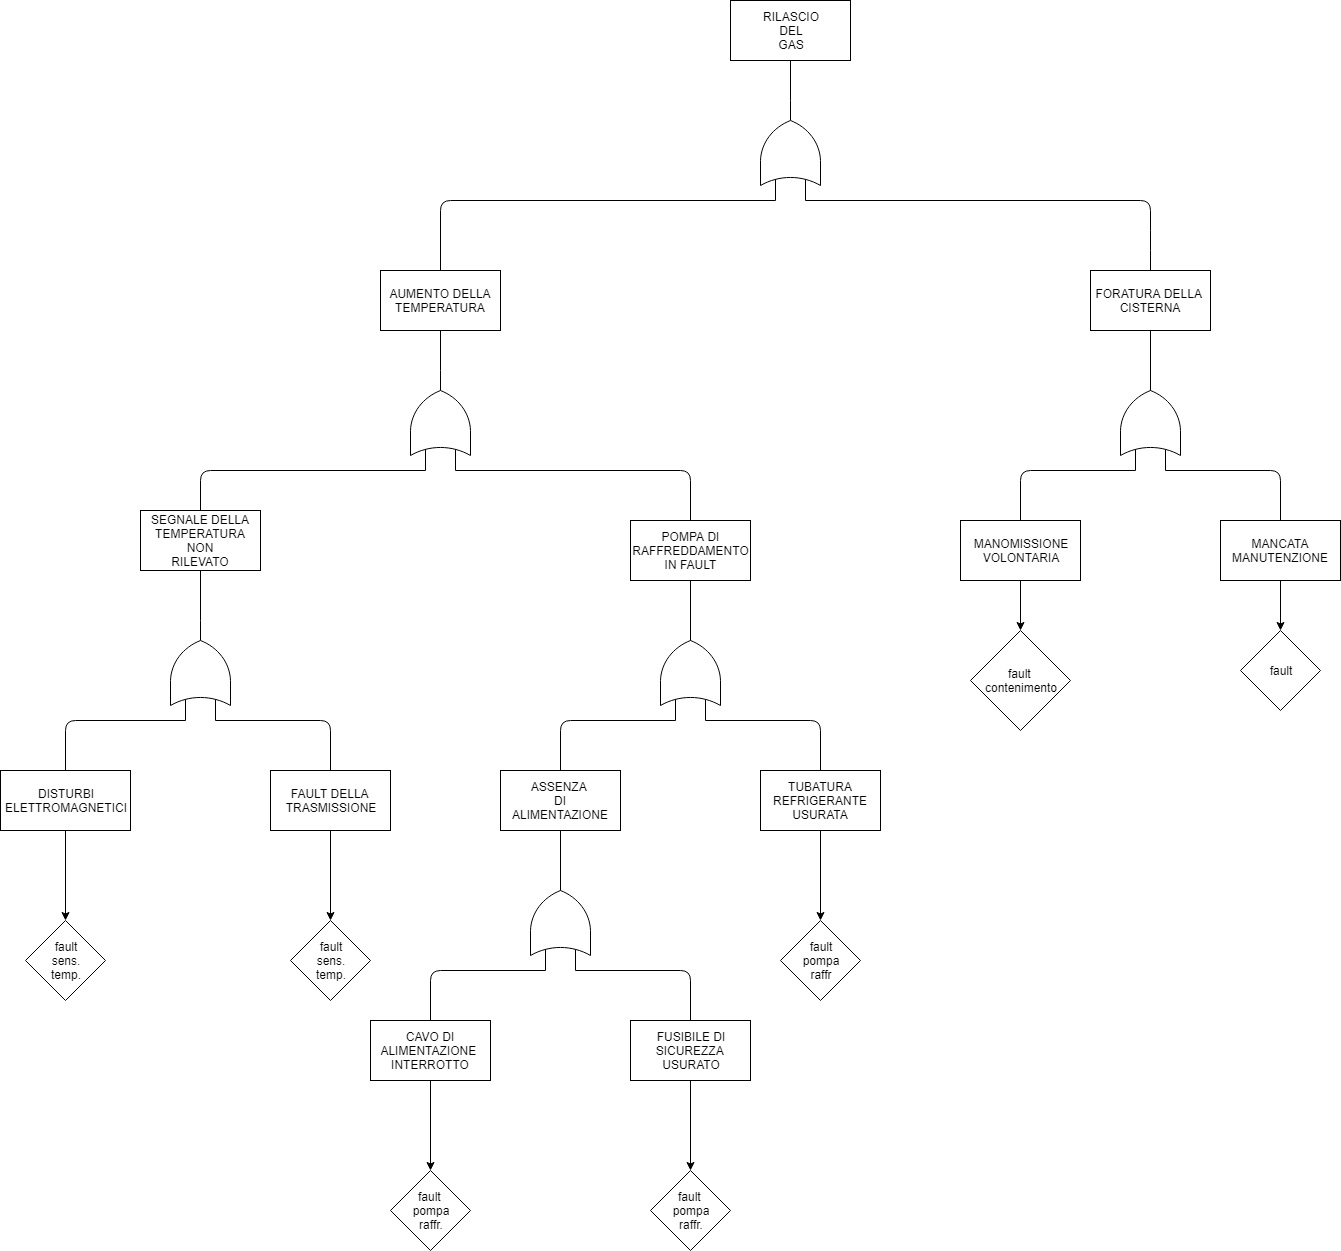 RILASCIO
DEL
GAS
AUMENTO DELLA
TEMPERATURA
FORATURA DELLA
CISTERNA
SEGNALE DELLA
TEMPERATURA
NON
RILEVATO
POMPA DI
RAFFREDDAMENTO
IN FAULT
MANOMISSIONE
VOLONTARIA
MANCATA
MANUTENZIONE
fault
contenimento
fault
DISTURBI
ELETTROMAGNETICI
FAULT DELLA
TRASMISSIONE
ASSENZA
DI
ALIMENTAZIONE
TUBATURA
REFRIGERANTE
USURATA
fault
sens.
temp.
fault
sens.
temp.
fault
pompa
raffr
CAVO DI
ALIMENTAZIONE
INTERROTTO
FUSIBILE DI
SICUREZZA
USURATO
fault
pompa
raffr.
fault
pompa
raffr.